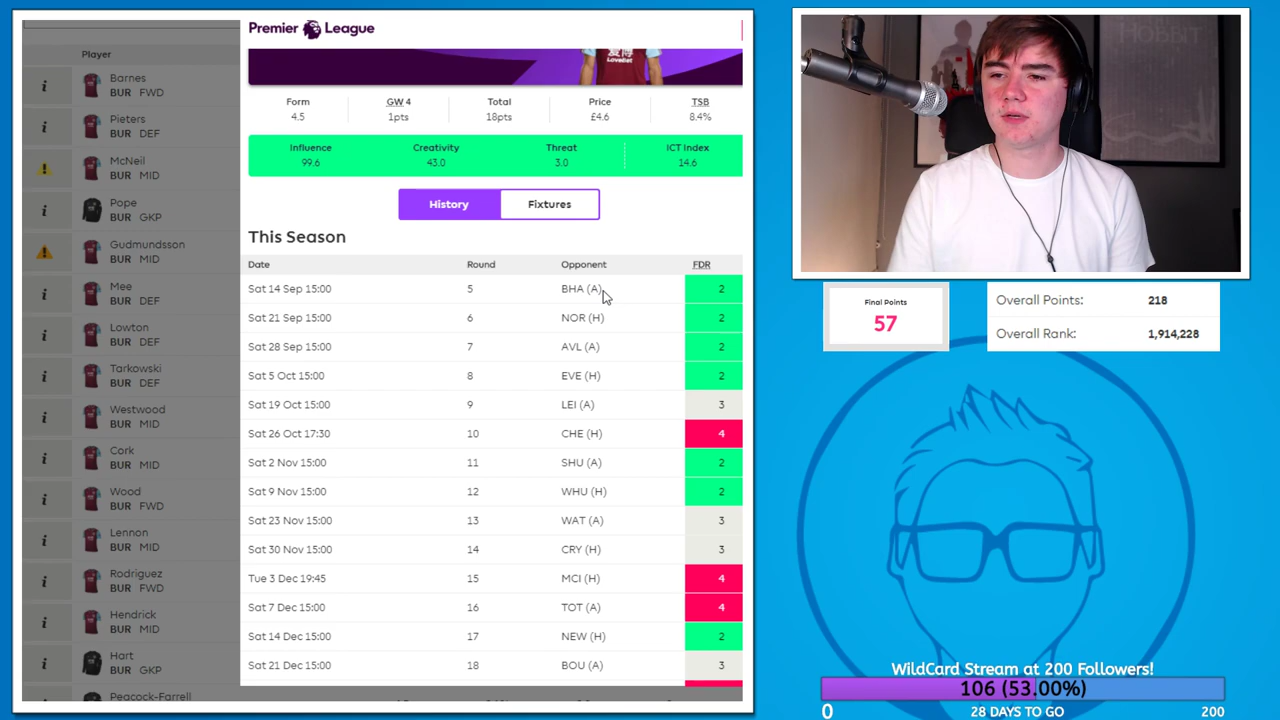 Player
Barnes
BUR FWD
Pieters
BUR DEF
McNeil
BUR MID
Pope
BUR GKP
Gudmundsson
BUR MID
Mee
BUR DEF
Lowton
BUR DEF
Tarkowski
BUR DEF
Westwood
BUR MID
Cork
BUR MID
Wood
BUR FWD
Lennon
BUR MID
Rodriguez
BUR FWD
Hendrick
BUR MID
Hart
BUR GKP
Peacock-Farrell
Premier League
爱博
LoveBet
Form GW 4 Total Price TSB
4.5 1pts 18pts £4.6 8.4%
Influence Creativity Threat ICT Index
99.6 43.0 3.0 14.6
History Fixtures
This Season
Date Round Opponent FDR
Sat 14 Sep 15:00 5 BHA (A) 2
Sat 21 Sep 15:00 6 NOR (H) 2
Sat 28 Sep 15:00 7 AVL (A) 2
Sat 5 Oct 15:00 8 EVE (H) 2
Sat 19 Oct 15:00 9 LEI (A) 3
Sat 26 Oct 17:30 10 CHE (H) 4
Sat 2 Nov 15:00 11 SHU (A) 2
Sat 9 Nov 15:00 12 WHU (H) 2
Sat 23 Nov 15:00 13 WAT (A) 3
Sat 30 Nov 15:00 14 CRY (H) 3
Tue 3 Dec 19:45 15 MCI (H) 4
Sat 7 Dec 15:00 16 TOT (A) 4
Sat 14 Dec 15:00 17 NEW (H) 2
Sat 21 Dec 15:00 18 BOU (A) 3
Final Points
57
Overall Points: 218
Overall Rank: 1,914,228
WildCard Stream at 200 Followers!
106 (53.00%)
0 28 DAYS TO GO 200